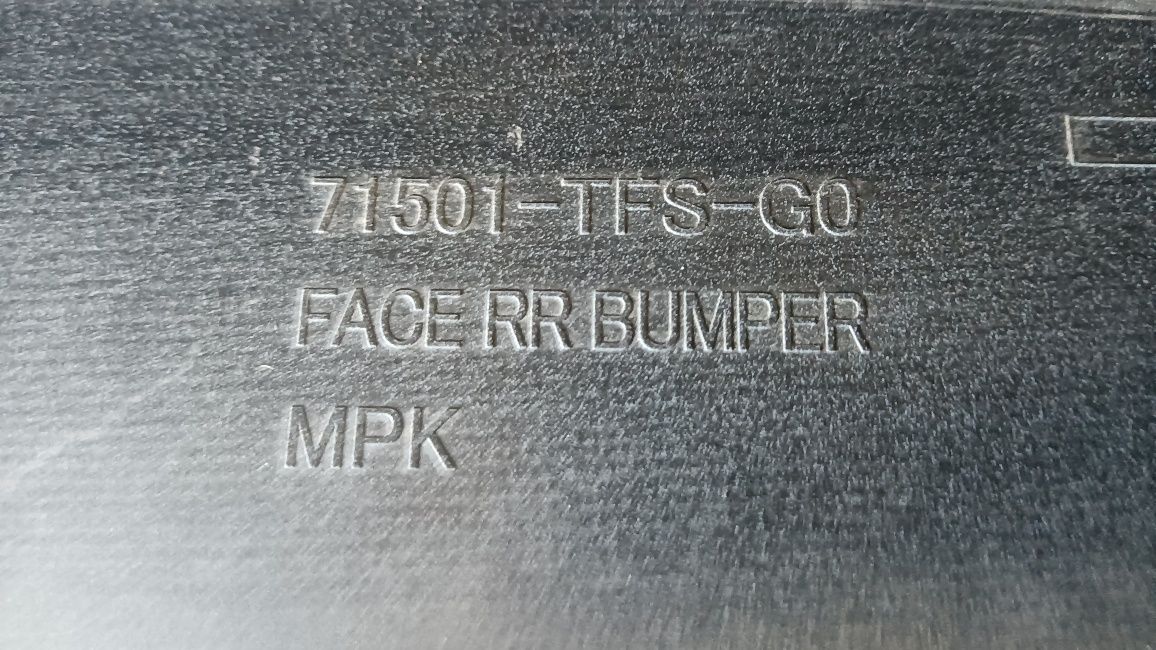 71501-TFS-G0
FACE RR BUMPER
MPK